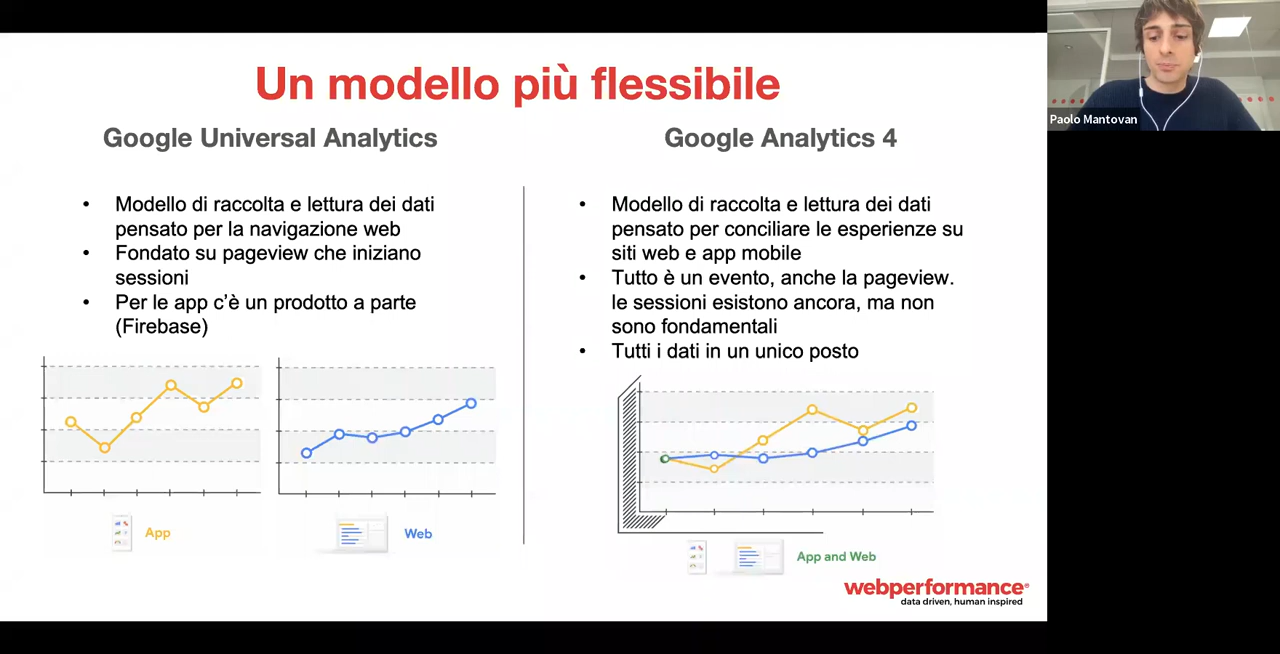 Un modello più flessibile
Google Universal Analytics
• Modello di raccolta e lettura dei dati
pensato per la navigazione web
• Fondato su pageview che iniziano
sessioni
• Per le app c’è un prodotto a parte
(Firebase)
App
Web
Google Analytics 4
• Modello di raccolta e lettura dei dati
pensato per conciliare le esperienze su
siti web e app mobile
• Tutto è un evento, anche la pageview.
le sessioni esistono ancora, ma non
sono fondamentali
• Tutti i dati in un unico posto
App and Web
webperformance®
data driven, human inspired
Paolo Mantovan